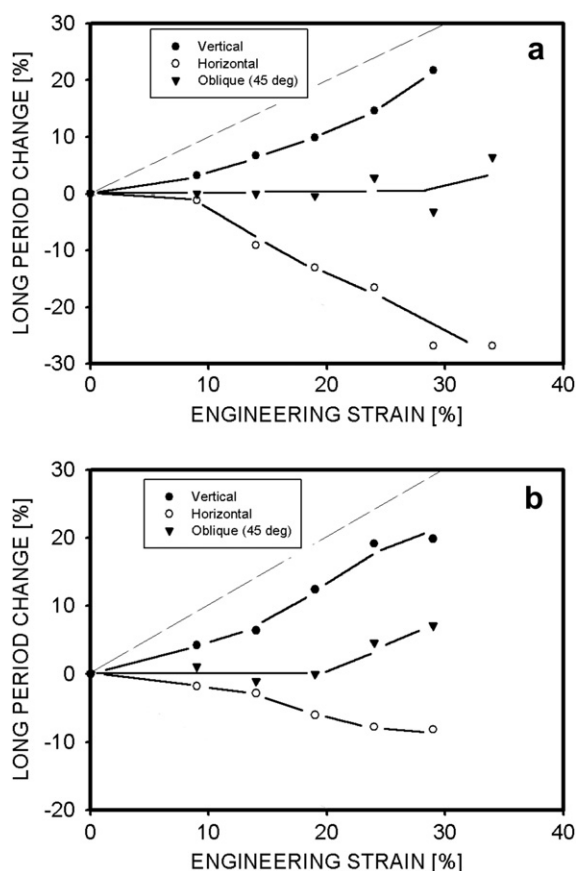 a
30
20
10
0
-10
-20
-30
LONG PERIOD CHANGE [%]
Vertical
Horizontal
Oblique (45 deg)
0 10 20 30 40
ENGINEERING STRAIN [%]
b
30
20
10
0
-10
-20
LONG PERIOD CHANGE [%]
Vertical
Horizontal
Oblique (45 deg)
0 10 20 30 40
ENGINEERING STRAIN [%]